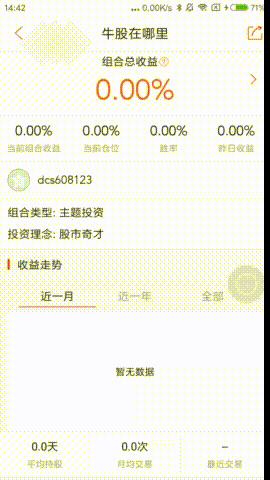 14:42 ... 0.00K/s 71%
牛股在哪里
组合总收益?
0.00%
0.00% 0.00% 0.00% 0.00%
当前组合收益 当前仓位 胜率 昨日收益
dcs608123
组合类型: 主题投资
投资理念: 股市奇才
收益走势
近一月 近一年 全部
暂无数据
0.0天 0.0次 --
平均持股 月均交易 最近交易